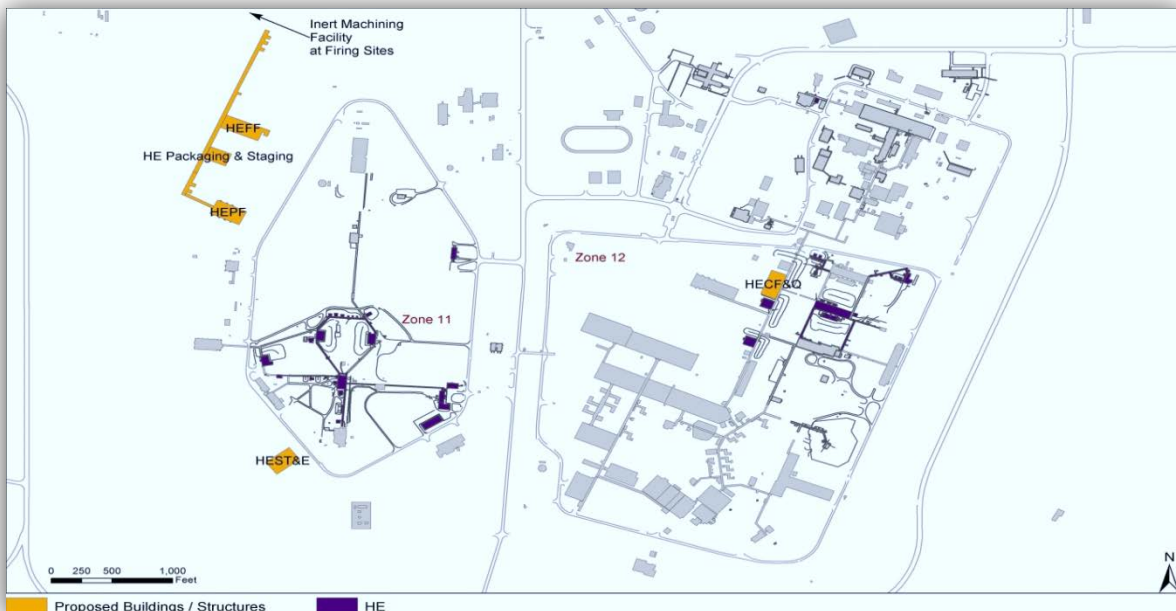 Inert Machining
Facility
at Firing Sites
HEFF
HE Packaging & Staging
HEPF
Zone 12
HECF&Q
Zone 11
HEST&E
0 250 500 1,000
Feet
N
Proposed Buildings / Structures
HE